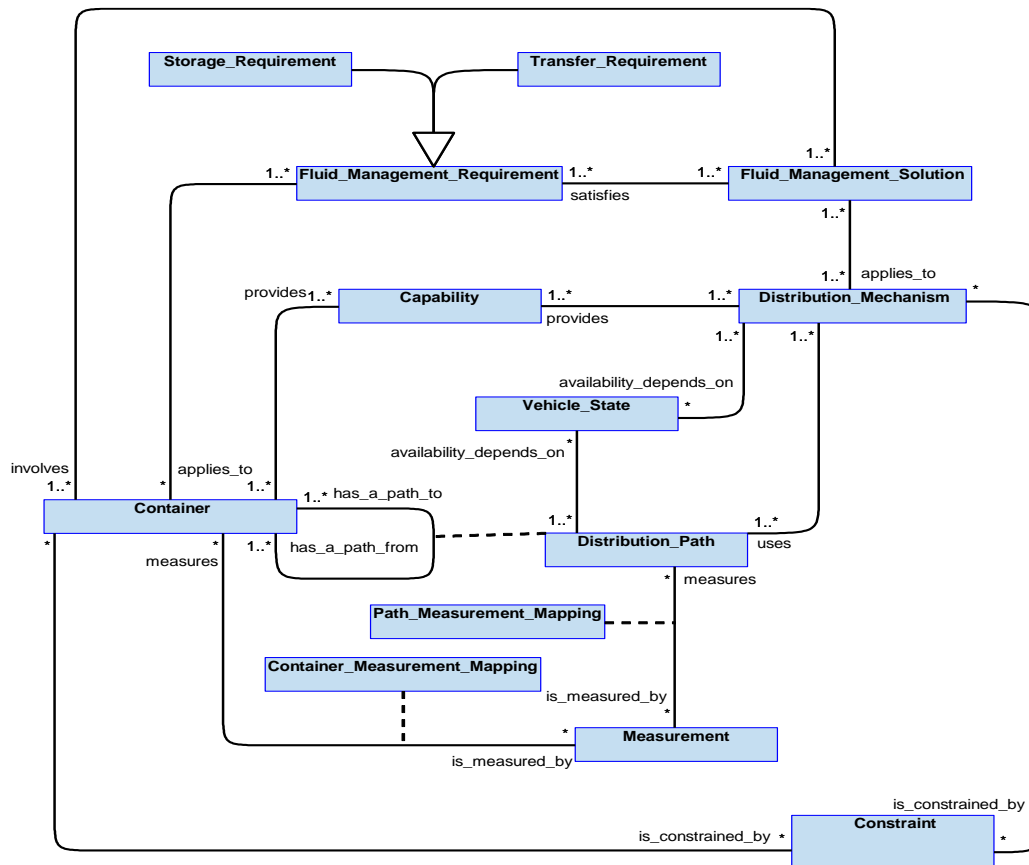 Storage_Requirement
Transfer_Requirement
1..*
1..*
Fluid_Management_Requirement
1..*
satisfies
1..*
Fluid_Management_Solution
1..*
1..*
applies_to
provides
1..*
Capability
1..*
provides
1..*
Distribution_Mechanism
*
1..*
1..*
availability_depends_on
Vehicle_State
*
*
availability_depends_on
involves
1..*
applies_to
*
1..*
Container
1..*
has_a_path_to
has_a_path_from
1..*
1..*
Distribution_Path
1..*
uses
*
measures
*
*
measures
Path_Measurement_Mapping
Container_Measurement_Mapping
is_measured_by
*
*
Measurement
is_measured_by
is_constrained_by
Constraint
is_constrained_by
*
*